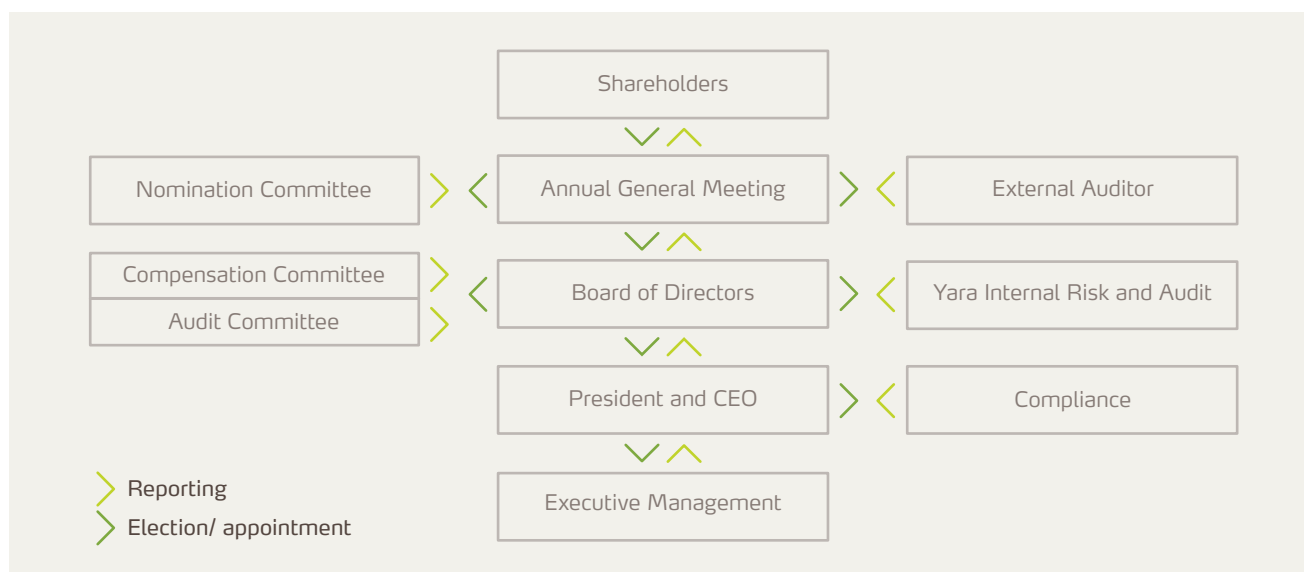 Shareholders
Nomination Committee
Annual General Meeting
External Auditor
Compensation Committee
Audit Committee
Board of Directors
Yara Internal Risk and Audit
President and CEO
Compliance
Executive Management
Reporting
Election/ appointment